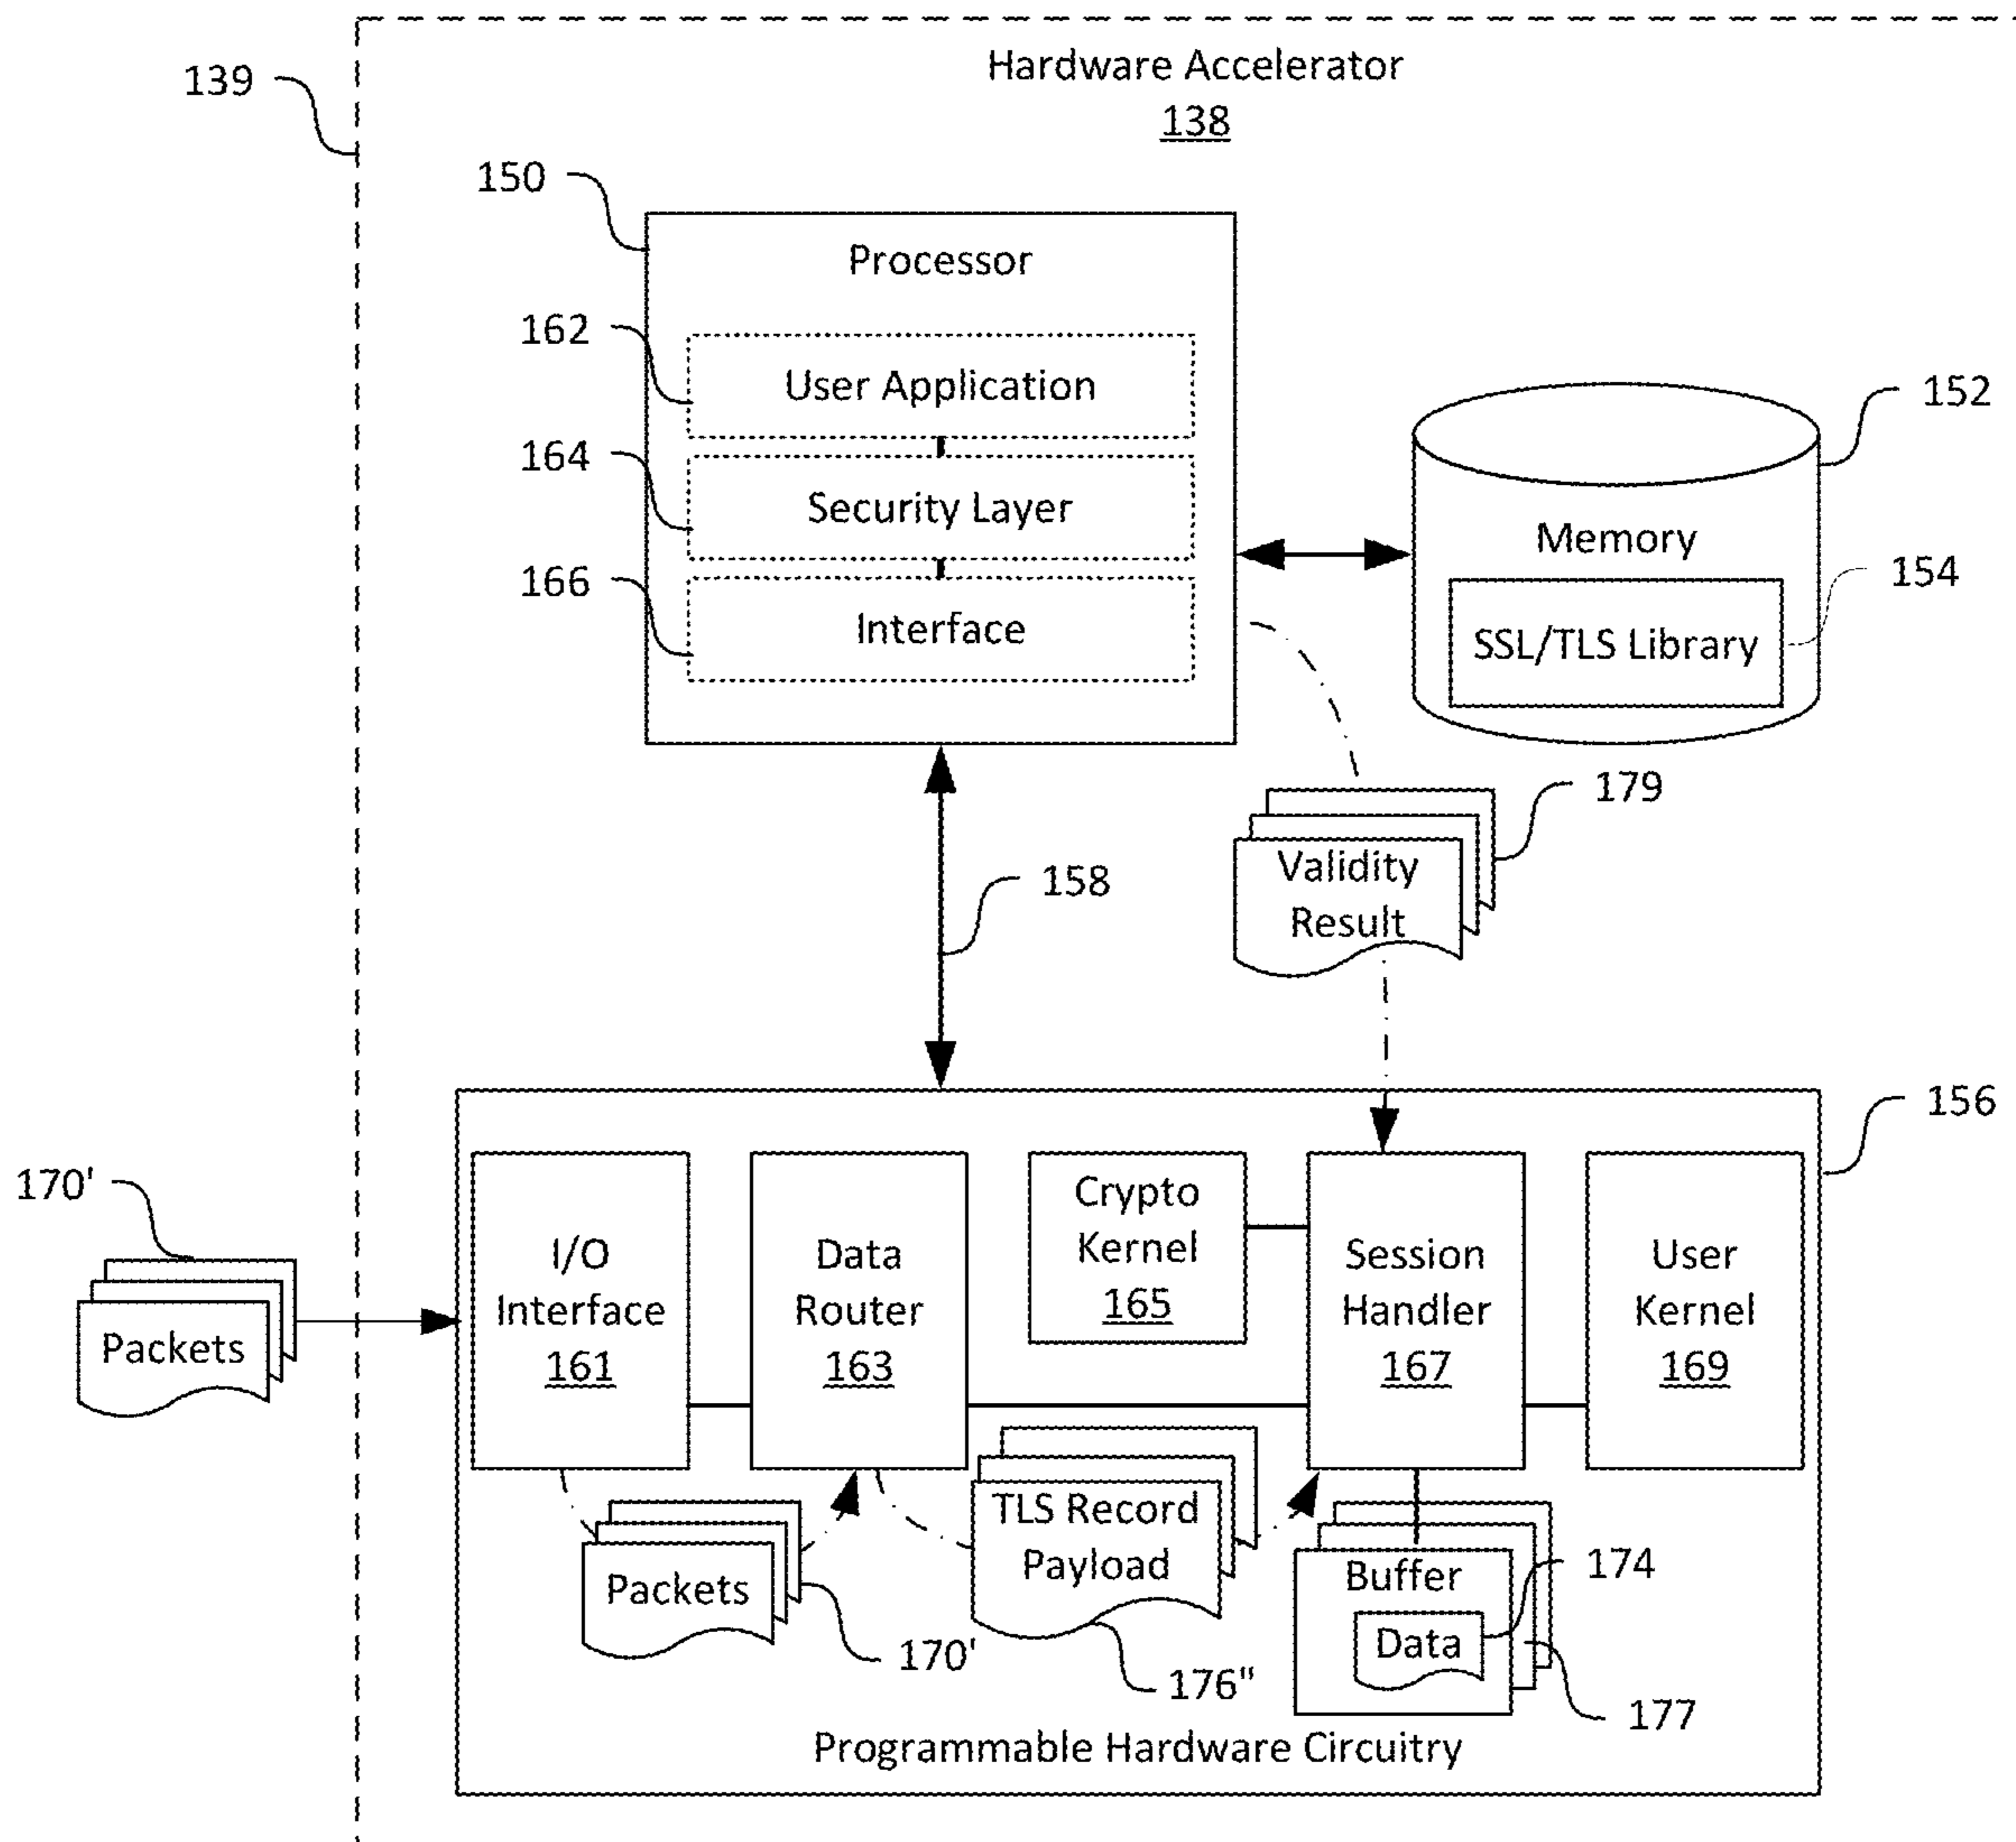 139
Hardware Accelerator
138
150
Processor
162
User Application
164
Security Layer
166
Interface
152
Memory
154
SSL/TLS Library
179
Validity
Result
158
156
170'
Packets
I/O
Interface
161
Data
Router
163
Crypto
Kernel
165
Session
Handler
167
User
Kernel
169
Packets
170'
TLS Record
Payload
176"
Buffer
Data
174
177
Programmable Hardware Circuitry